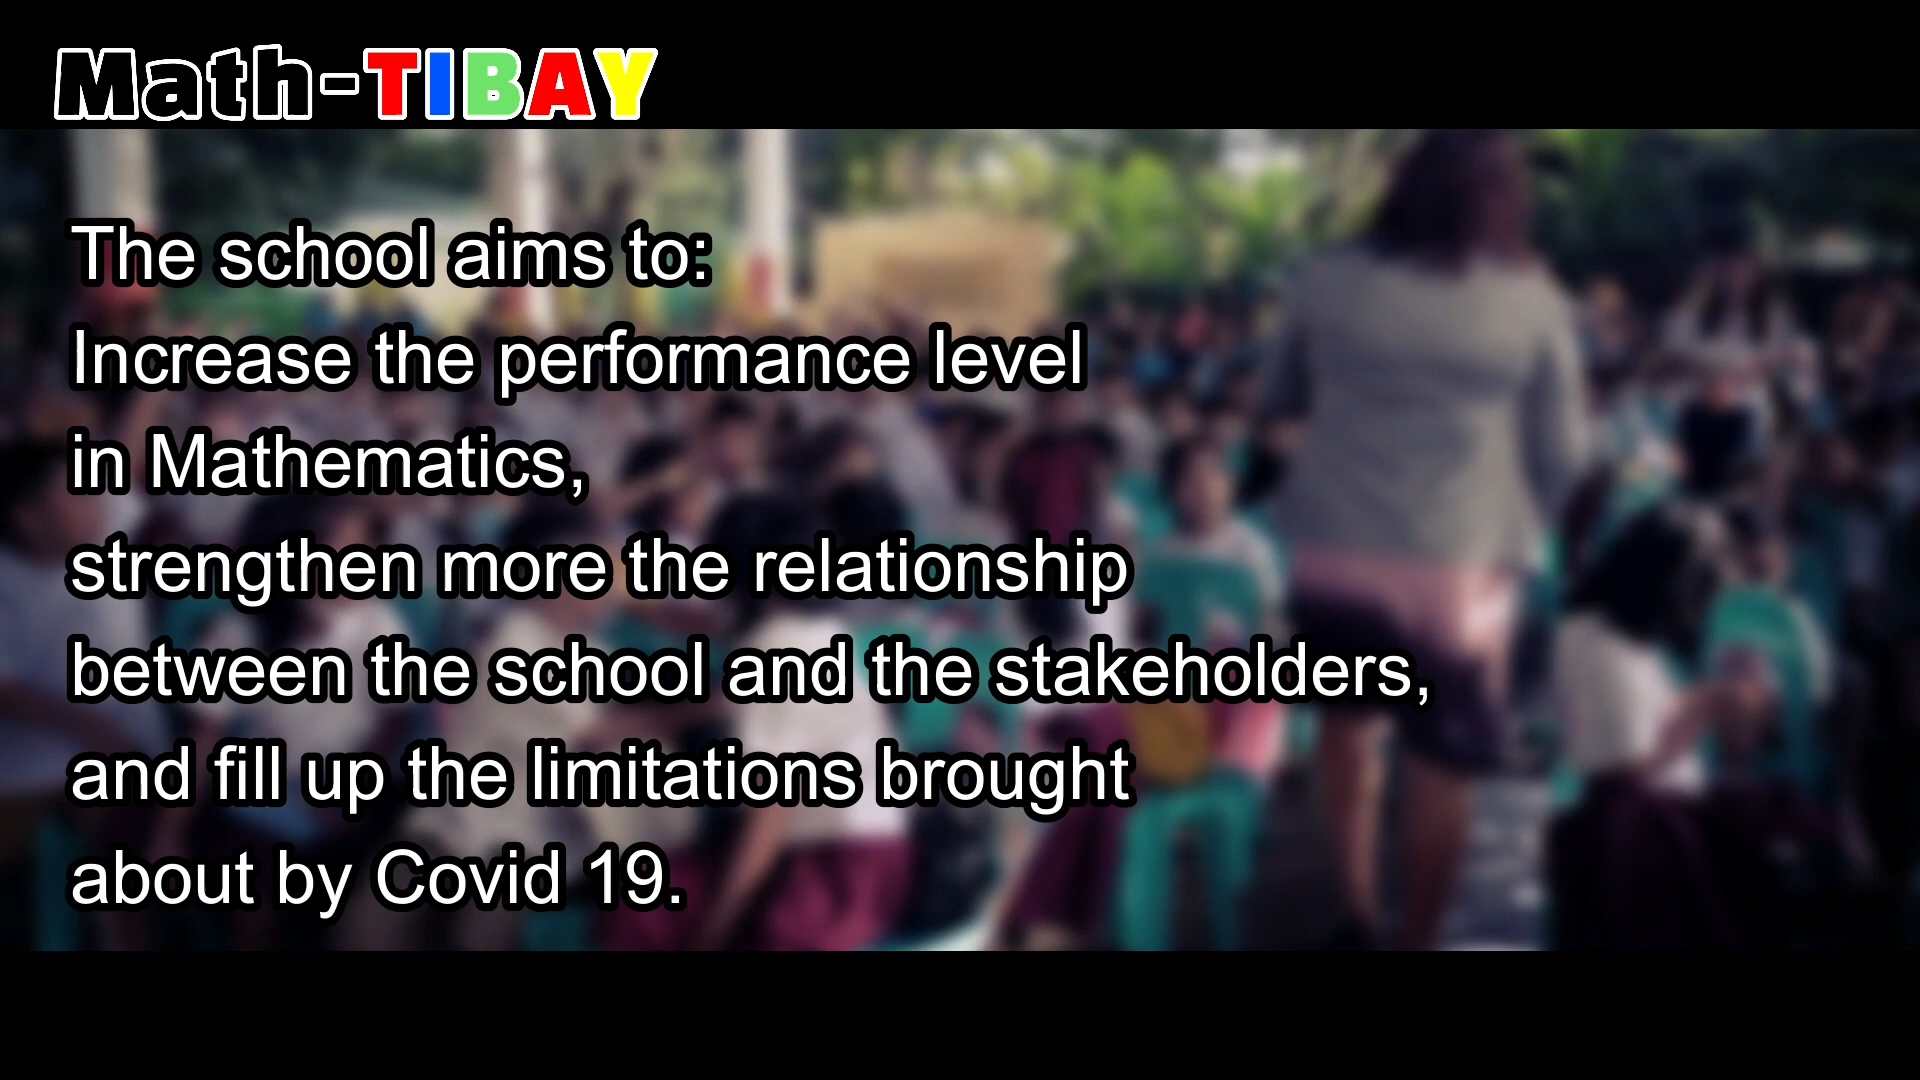 Math-TIBAY
The school aims to:
Increase the performance level
in Mathematics,
strengthen more the relationship
between the school and the stakeholders,
and fill up the limitations brought
about by Covid 19.